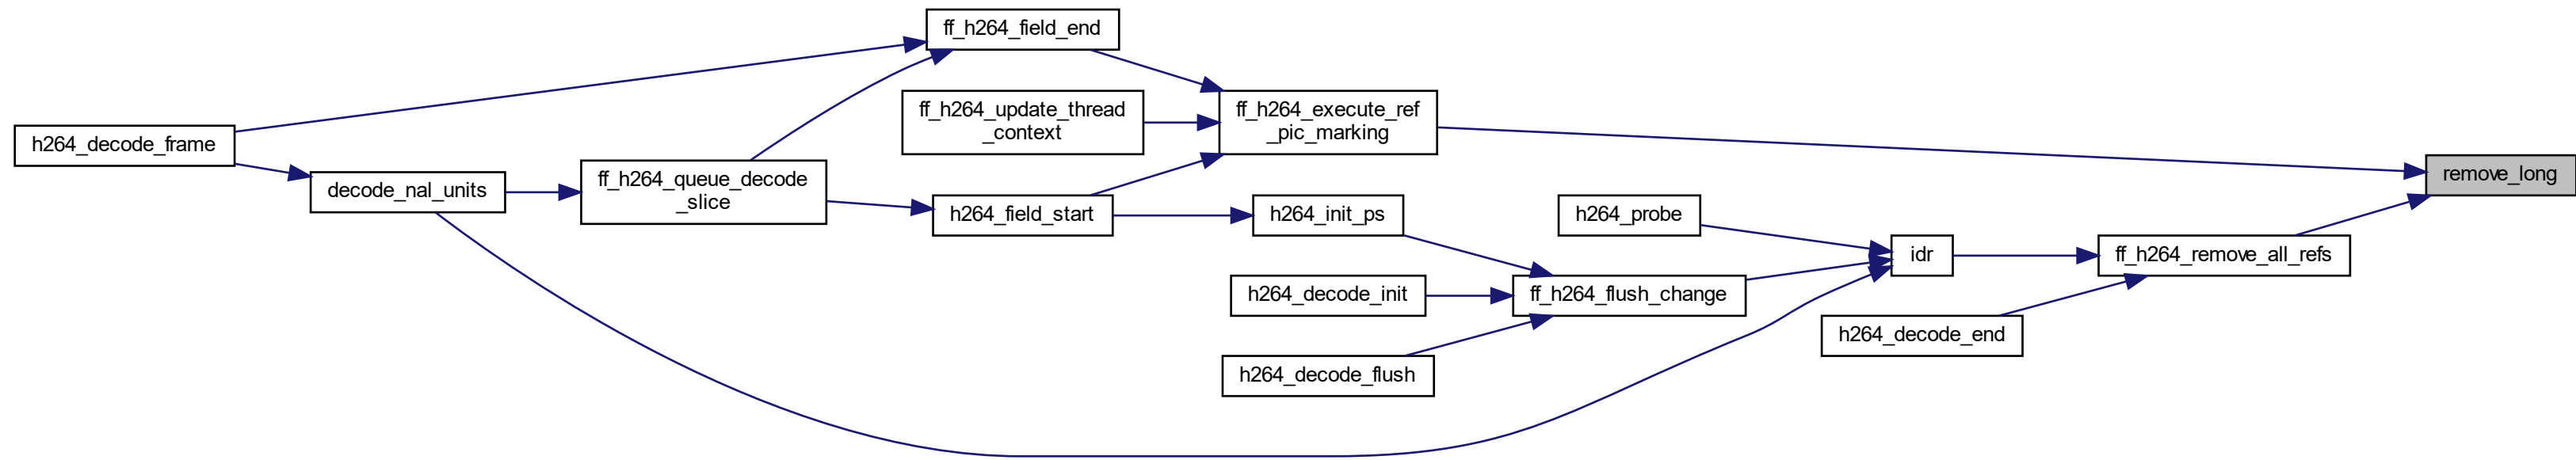 ff_h264_field_end
ff_h264_update_thread
_context
ff_h264_execute_ref
_pic_marking
h264_decode_frame
decode_nal_units
ff_h264_queue_decode
_slice
h264_field_start
h264_init_ps
h264_probe
idr
ff_h264_remove_all_refs
remove_long
h264_decode_init
ff_h264_flush_change
h264_decode_end
h264_decode_flush